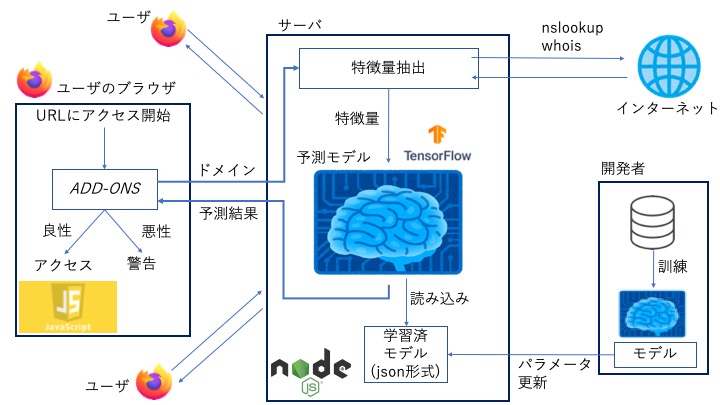 ユーザ
サーバ
nslookup
whois
ユーザのブラウザ
特徴量抽出
インターネット
URLにアクセス開始
特徴量
TensorFlow
予測モデル
ドメイン
開発者
ADD-ONS
予測結果
良性
悪性
アクセス
警告
訓練
JS
JavaScript
読み込み
学習済
モデル
(json形式)
モデル
node
JS
パラメータ
更新
ユーザ